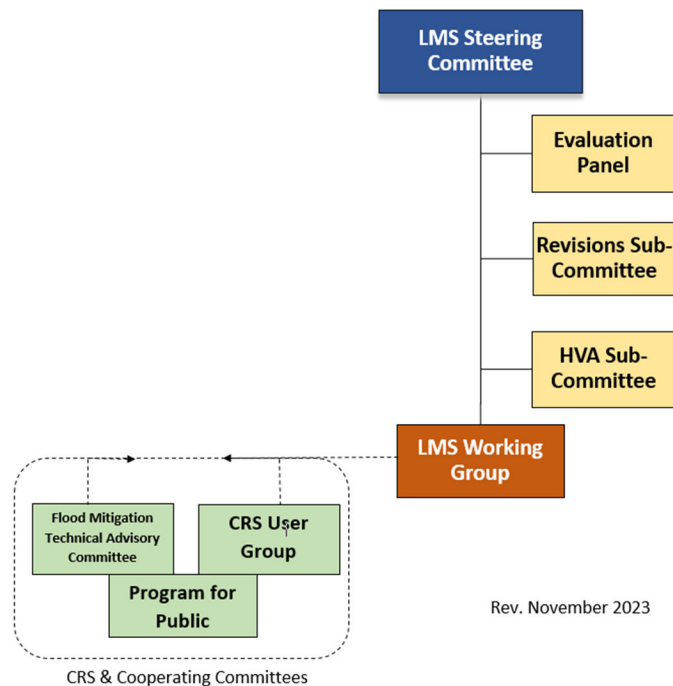 LMS Steering
Committee
Evaluation
Panel
Revisions Sub-
Committee
HVA Sub-
Committee
LMS Working
Group
Flood Mitigation
Technical Advisory
Committee
CRS User
Group
Program for
Public
Rev. November 2023
CRS & Cooperating Committees